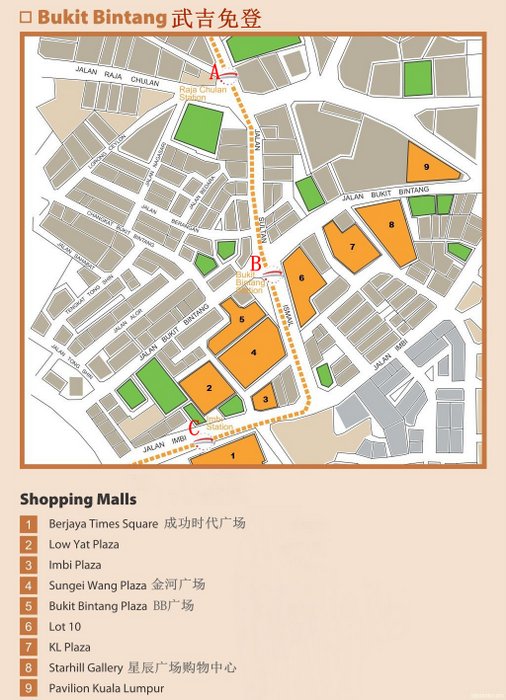 Bukit Bintang 武吉免登
JALAN RAJA CHULAN
A
Raja Chulan
Station
JALAN
SULTAN
ISMAIL
LORONG CEYLON
JALAN NAGASARI
JALAN BEDARA
JALAN BERANGAN
CHANGKAT BUKIT BINTANG
JALAN SAHABAT
TENGKAT TONG SHIN
JALAN ALOR
JALAN TONG SHIN
JALAN BUKIT BINTANG
9
JALAN BUKIT BINTANG
8
7
B
Bukit
Bintang
Station
6
5
4
JALAN IMBI
2
3
C
Imbi
Station
JALAN IMBI
1
Shopping Malls
1 Berjaya Times Square 成功时代广场
2 Low Yat Plaza
3 Imbi Plaza
4 Sungei Wang Plaza 金河广场
5 Bukit Bintang Plaza BB广场
6 Lot 10
7 KL Plaza
8 Starhill Gallery 星辰广场购物中心
9 Pavilion Kuala Lumpur